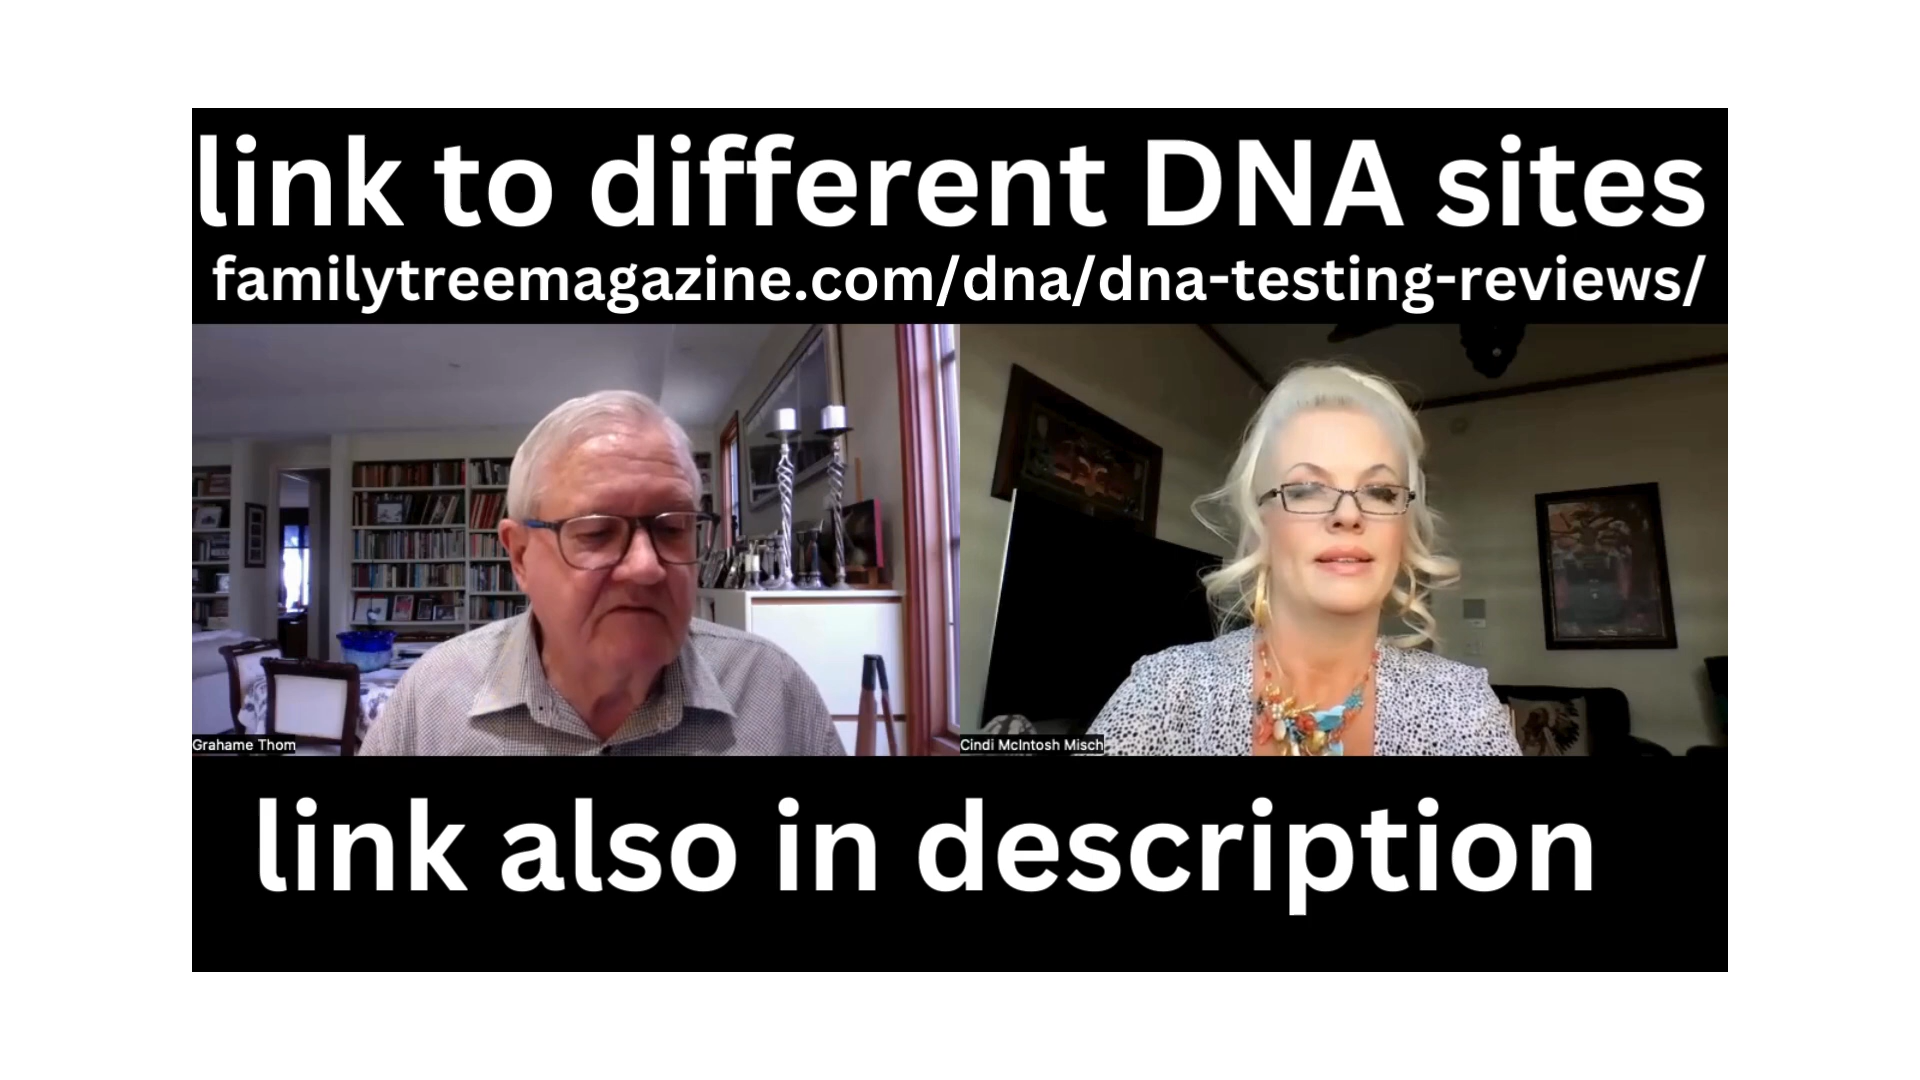 link to different DNA sites
familytreemagazine.com/dna/dna-testing-reviews/
Grahame Thom
Cindi McIntosh Misch
link also in description